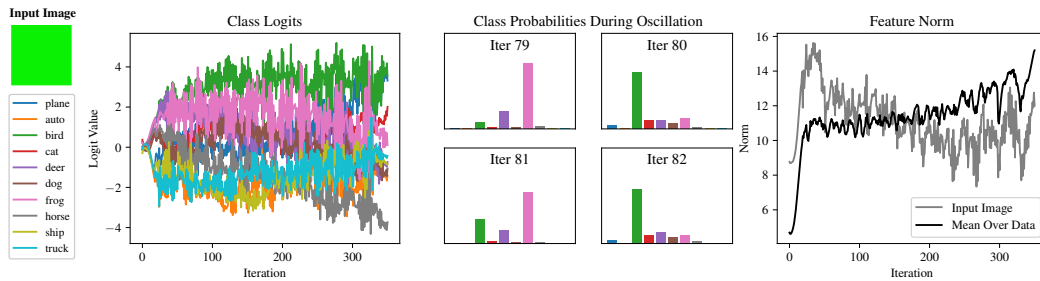 Input Image
plane
auto
bird
cat
deer
dog
frog
horse
ship
truck
Class Logits
Logit Value
4
2
0
−2
−4
0
100
200
300
Iteration
Class Probabilities During Oscillation
Iter 79
Iter 80
Iter 81
Iter 82
Feature Norm
Norm
16
14
12
10
8
6
0
100
200
300
Iteration
Input Image
Mean Over Data